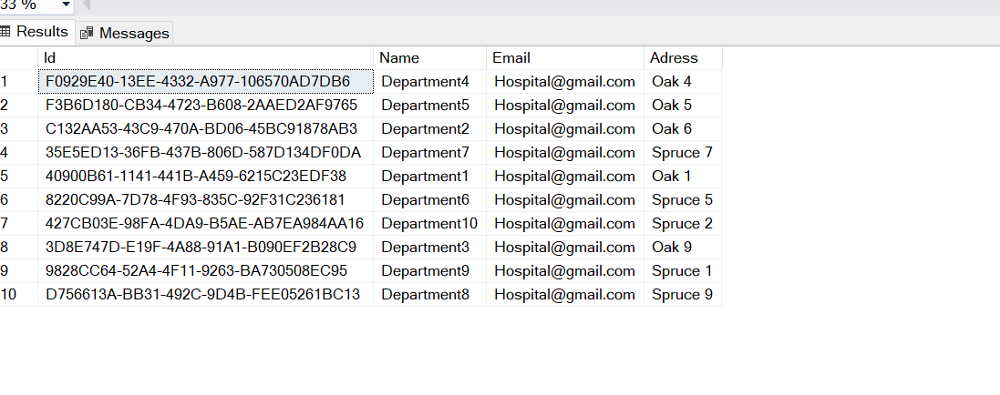 33 %
Results Messages
Id Name Email Adress
1 F0929E40-13EE-4332-A977-106570AD7DB6 Department4 Hospital@gmail.com Oak 4
2 F3B6D180-CB34-4723-B608-2AAED2AF9765 Department5 Hospital@gmail.com Oak 5
3 C132AA53-43C9-470A-BD06-45BC91878AB3 Department2 Hospital@gmail.com Oak 6
4 35E5ED13-36FB-437B-806D-587D134DF0DA Department7 Hospital@gmail.com Spruce 7
5 40900B61-1141-441B-A459-6215C23EDF38 Department1 Hospital@gmail.com Oak 1
6 8220C99A-7D78-4F93-835C-92F31C236181 Department6 Hospital@gmail.com Spruce 5
7 427CB03E-98FA-4DA9-B5AE-AB7EA984AA16 Department10 Hospital@gmail.com Spruce 2
8 3D8E747D-E19F-4A88-91A1-B090EF2B28C9 Department3 Hospital@gmail.com Oak 9
9 9828CC64-52A4-4F11-9263-BA730508EC95 Department9 Hospital@gmail.com Spruce 1
10 D756613A-BB31-492C-9D4B-FEE05261BC13 Department8 Hospital@gmail.com Spruce 9